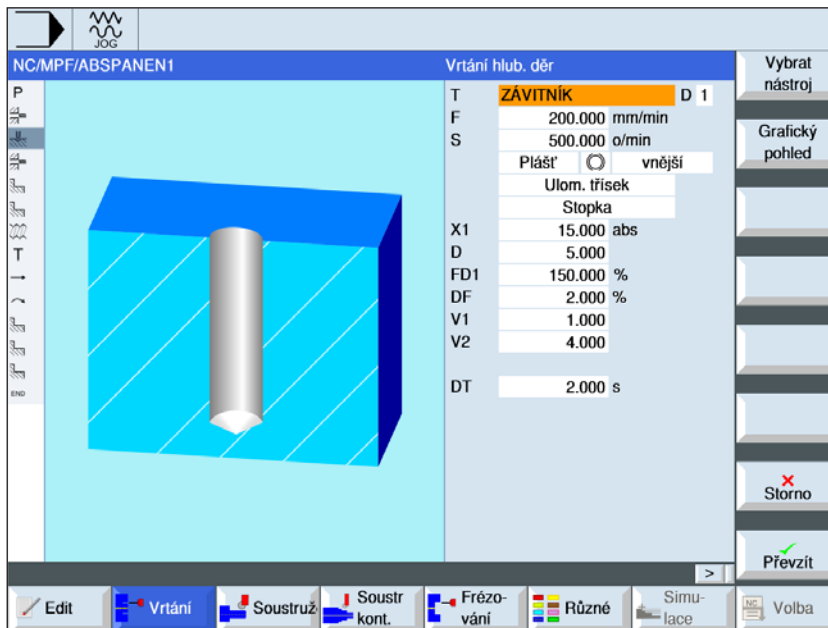 JOG
NC/MPF/ABSPANEN1
Vrtání hlub. děr
P
T
END
T ZÁVITNÍK D 1
F 200.000 mm/min
S 500.000 o/min
Plášť vnější
Ulom. třísek
Stopka
X1 15.000 abs
D 5.000
FD1 150.000 %
DF 2.000 %
V1 1.000
V2 4.000
DT 2.000 s
Vybrat
nástroj
Grafický
pohled
Storno
Převzít
>
Edit
Vrtání
Soustruž
Soustr
kont.
Frézo-
vání
Různé
Simu-
lace
NC
Volba